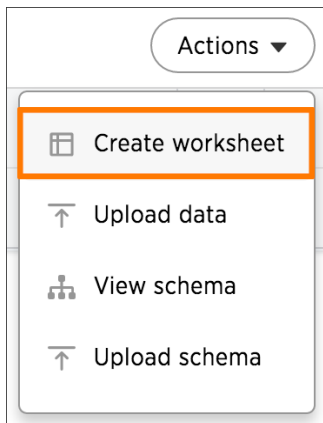 Actions
Create worksheet
Upload data
View schema
Upload schema